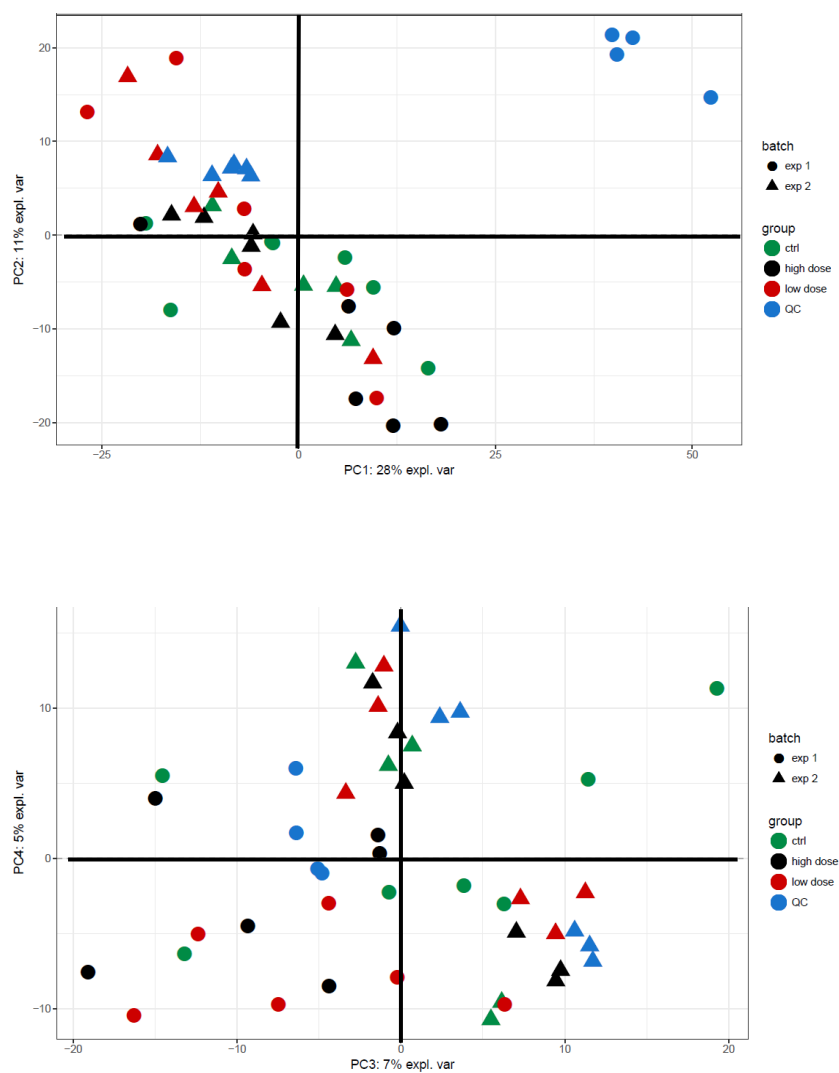 20
10
0
−10
−20
PC2: 11% expl. var
−25
0
25
50
PC1: 28% expl. var
batch
exp 1
exp 2
group
ctrl
high dose
low dose
QC
10
0
−10
PC4: 5% expl. var
−20
−10
0
10
20
PC3: 7% expl. var
batch
exp 1
exp 2
group
ctrl
high dose
low dose
QC